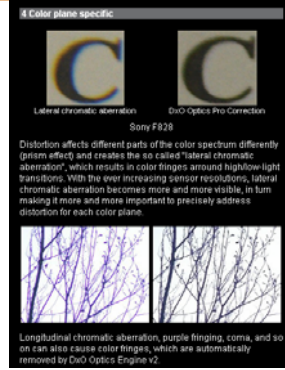 4 Color plane specific
C C
Lateral chromatic aberration DxO Optics Pro Correction
Sony F828
Distortion affects different parts of the color spectrum differently
(prism effect) and creates the so called "lateral chromatic
aberration", which results in color fringes arround high/low-light
transitions. With the ever increasing sensor resolutions, lateral
chromatic aberration becomes more and more visible, in turn
making it more and more important to precisely address
distortion for each color plane.
Longitudinal chromatic aberration, purple fringing, coma, and so
on can also cause color fringes, which are automatically
removed by DxO Optics Engine v2.